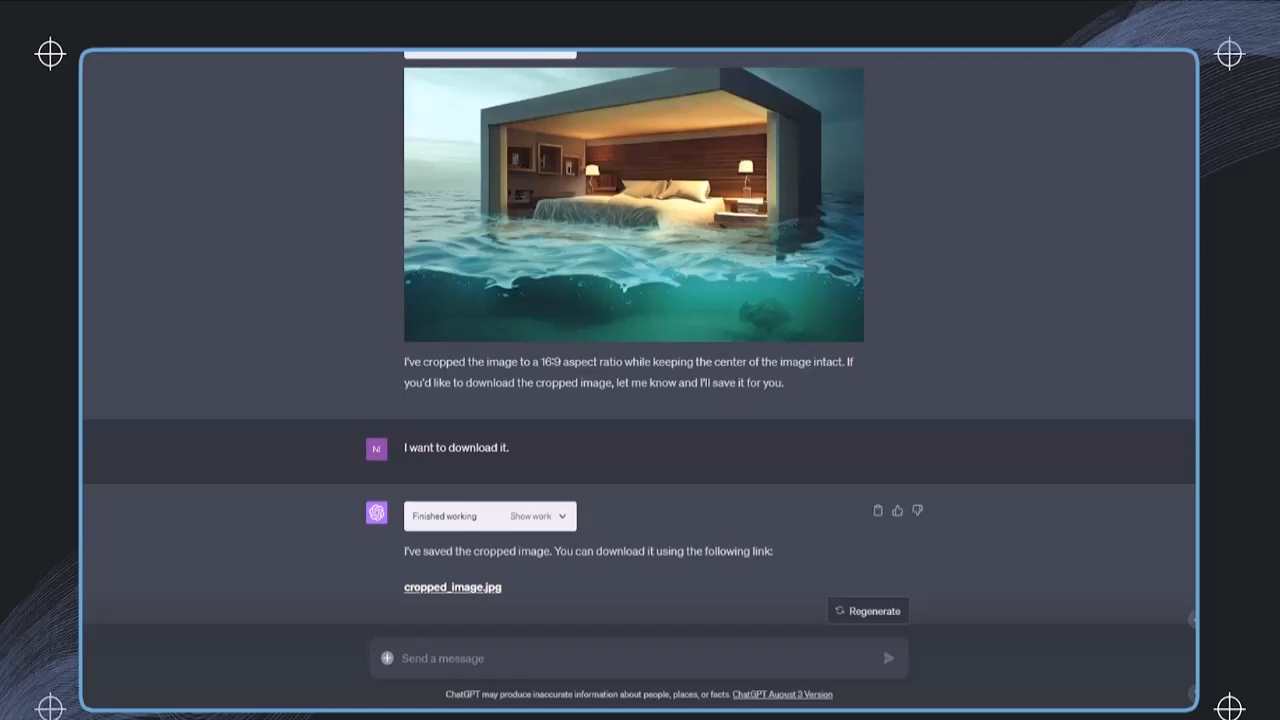 I've cropped the image to a 16:9 aspect ratio while keeping the center of the image intact. If
you'd like to download the cropped image, let me know and I'll save it for you.
NI
I want to download it.
Finished working
Show work
I've saved the cropped image. You can download it using the following link:
cropped_image.jpg
Regenerate
Send a message
ChatGPT may produce inaccurate information about people, places, or facts. ChatGPT August 3 Version